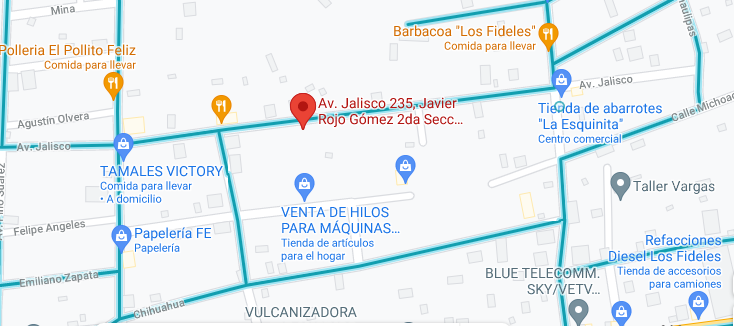 Mina
Barbacoa "Los Fideles"
Comida para llevar
Polleria El Pollito Feliz
Comida para llevar
Av. Jalisco
Av. Jalisco 235, Javier
Rojo Gómez 2da Secc...
Tienda de abarrotes
"La Esquinita"
Centro comercial
Calle Michoac
Agustín Olvera
Av. Jalisco
TAMALES VICTORY
Comida para llevar
• A domicilio
Taller Vargas
VENTA DE HILOS
PARA MÁQUINAS...
Tienda de artículos
para el hogar
Felipe Angeles
Papelería FE
Papelería
Refacciones
Diesel Los Fideles
Tienda de accesorios
para camiones
Emiliano Zapata
BLUE TELECOMM.
SKY/VETV...
Chihuahua
VULCANIZADORA